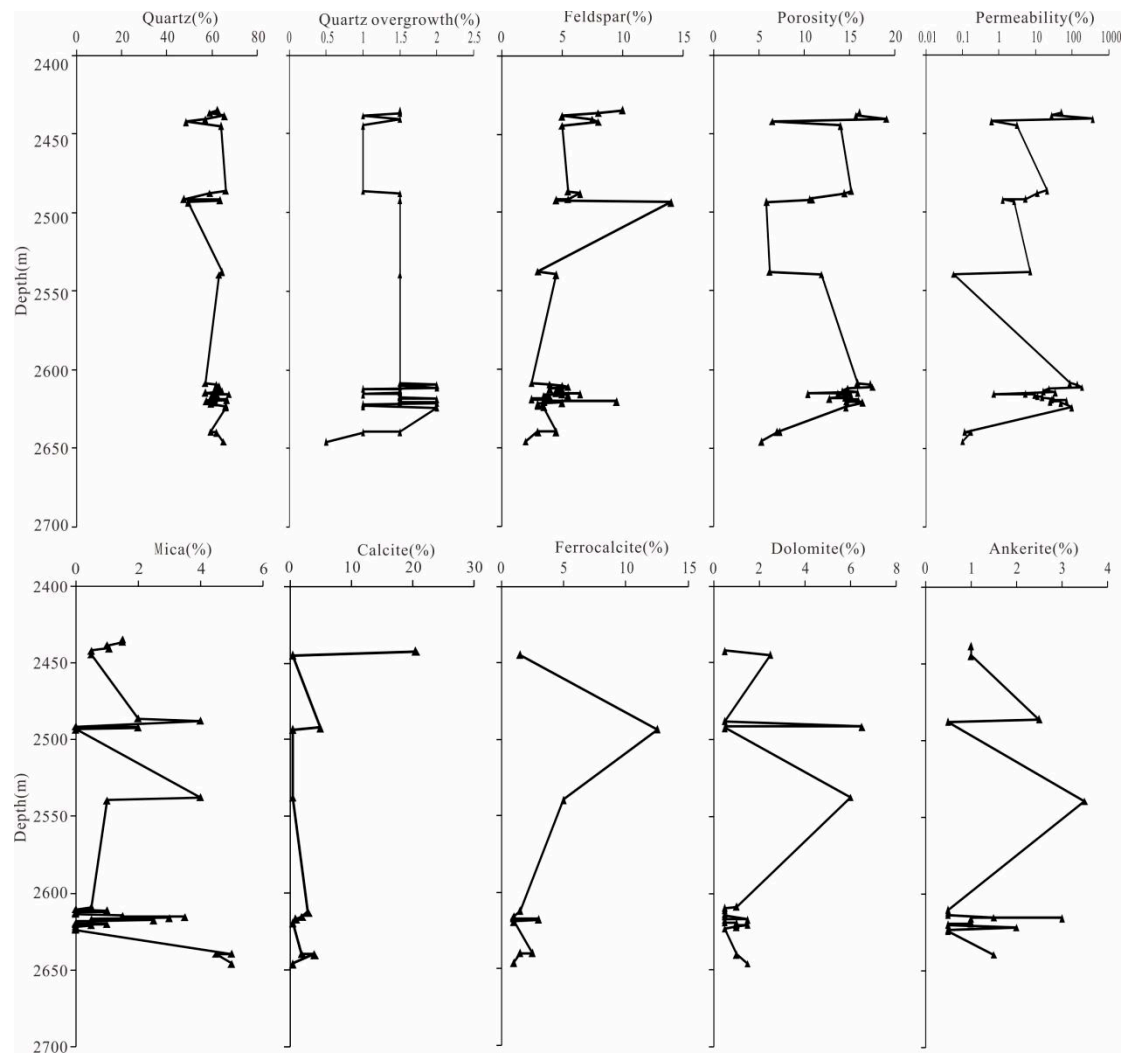 Quartz(%) Quartz overgrowth(%) Feldspar(%) Porosity(%) Permeability(%)
0 20 40 60 80 0 0.5 1 1.5 2.0 2.5 0 5 10 15 0 5 10 15 20 0.01 0.1 1 10 100 1000
2400
2450
2500
Depth(m)
2550
2600
2650
2700
Mica(%) Calcite(%) Ferrocalcite(%) Dolomite(%) Ankerite(%)
0 2 4 6 0 10 20 30 0 5 10 15 0 2 4 6 8 0 1 2 3 4
2400
2450
2500
Depth(m)
2550
2600
2650
2700